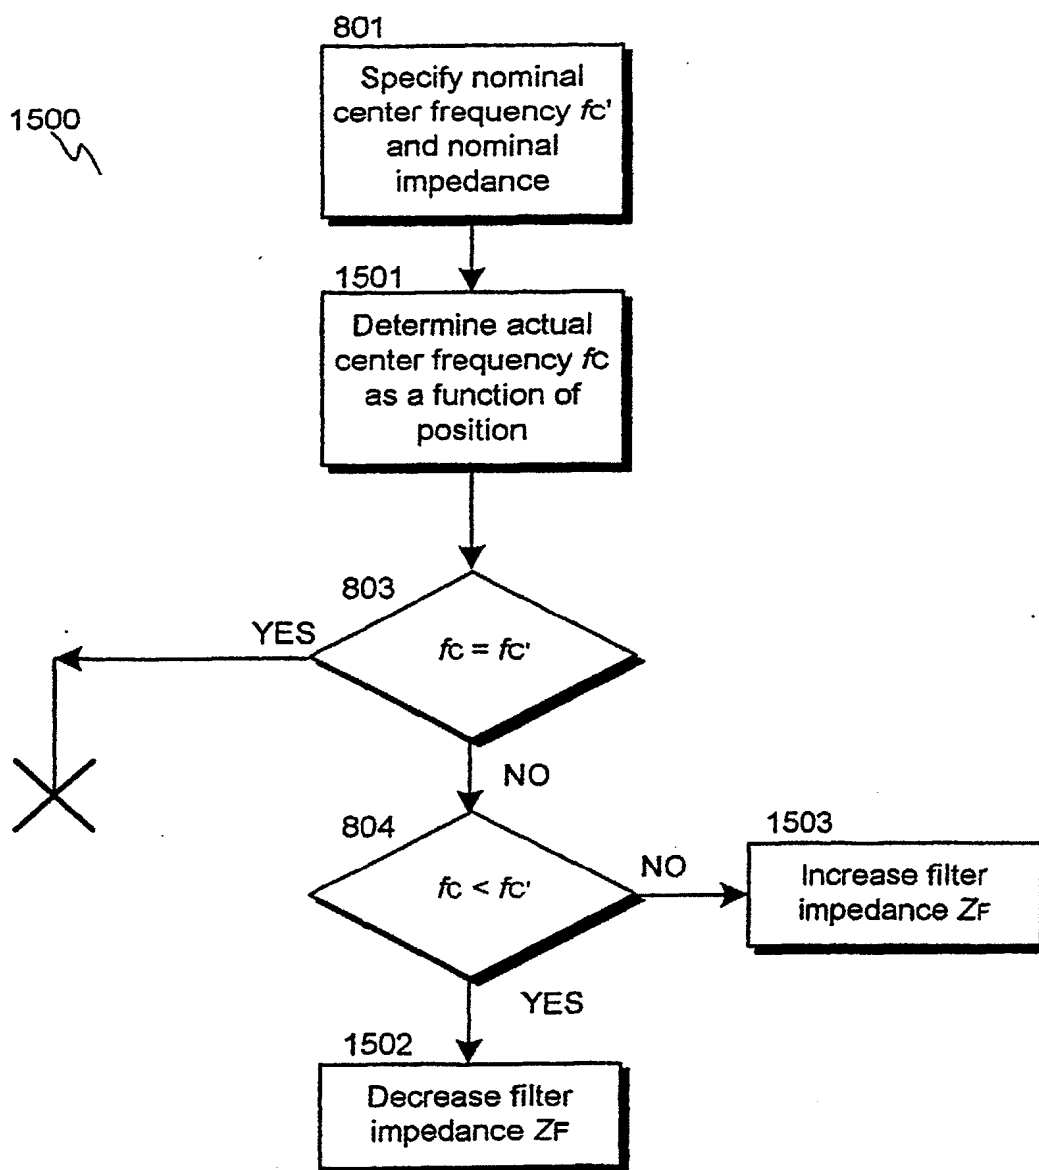 801
Specify nominal
center frequency fC'
and nominal
impedance
1500
1501
Determine actual
center frequency fC
as a function of
position
803
YES
fC = fC'
NO
804
fC < fC'
NO
1503
Increase filter
impedance ZF
YES
1502
Decrease filter
impedance ZF